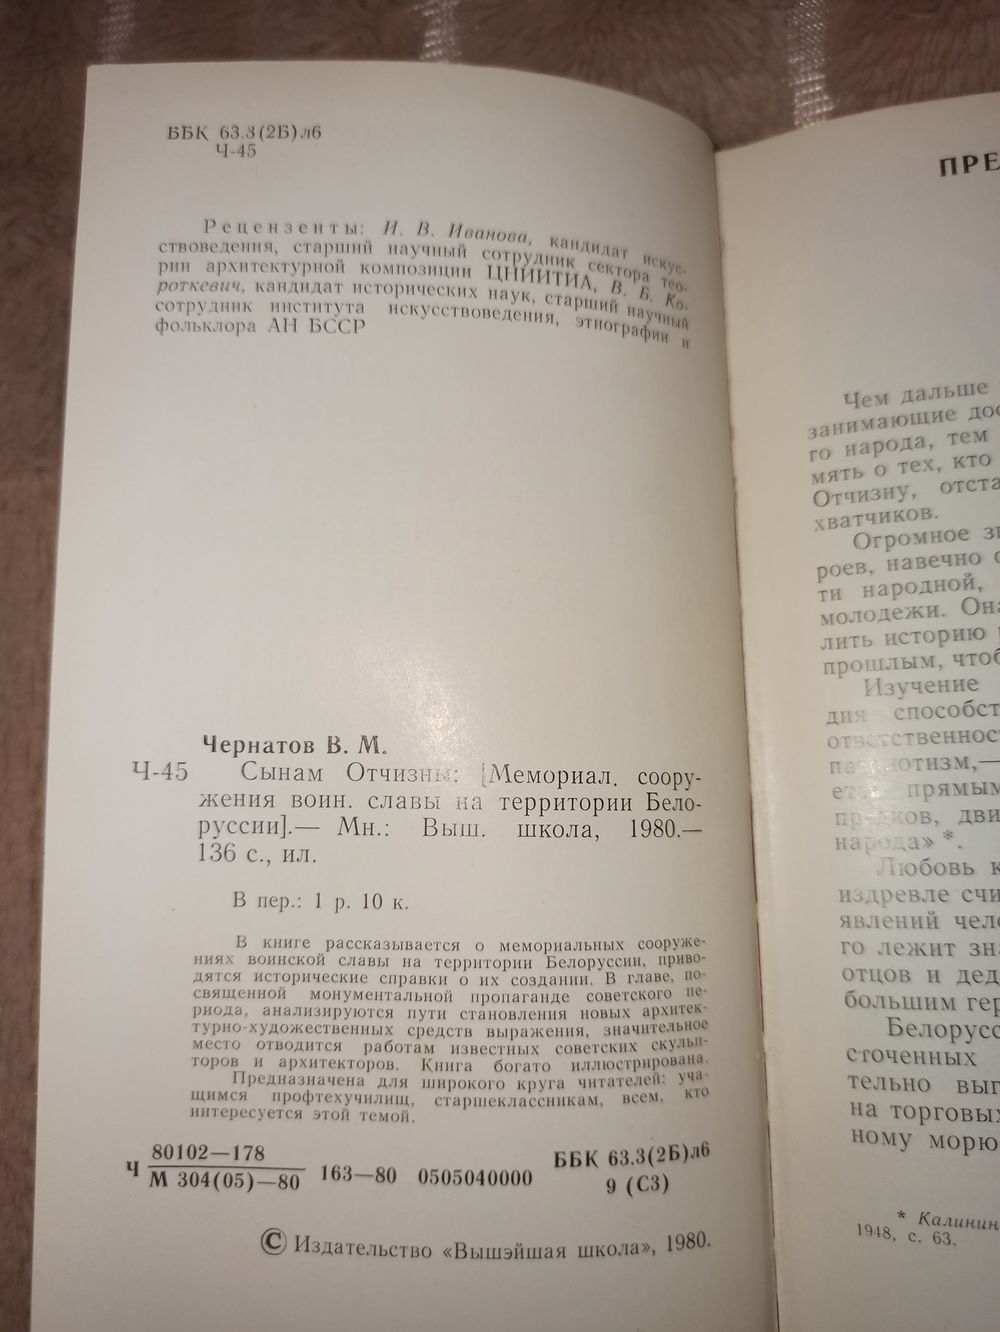 ББК 63.3(2Б)л6
Ч-45
Рецензенты: И. В. Иванова, кандидат искус-
ствоведения, старший научный сотрудник сектора тео-
рии архитектурной композиции ЦНИИТИА, В. Б. Ко-
роткевич, кандидат исторических наук, старший научный
сотрудник института искусствоведения, этнографии и
фольклора АН БССР
Чернатов В. М.
Ч-45 Сынам Отчизны: [Мемориал. соору-
жения воин. славы на территории Бело-
руссии].— Мн.: Выш. школа, 1980.—
136 с., ил.
В пер.: 1 р. 10 к.
В книге рассказывается о мемориальных сооруже-
ниях воинской славы на территории Белоруссии, приво-
дятся исторические справки о их создании. В главе, по-
священной монументальной пропаганде советского пе-
риода, анализируются пути становления новых архитек-
турно-художественных средств выражения, значительное
место отводится работам известных советских скульп-
торов и архитекторов. Книга богато иллюстрирована.
Предназначена для широкого круга читателей: уча-
щимся профтехучилищ, старшеклассникам, всем, кто
интересуется этой темой.
Ч 80102—178
М 304(05)—80 163—80 0505040000 ББК 63.3(2Б)л6
9 (С3)
© Издательство «Вышэйшая школа», 1980.
ПРЕ
Чем дальше
занимающие дос
го народа, тем
мять о тех, кто
Отчизну, отста
хватчиков.
Огромное зн
роев, навечно с
ти народной,
молодежи. Она
лить историю
прошлым, чтоб
Изучение
дия способст
ответственност
патриотизм,—
ется прямым
предков, дви
народа» *.
Любовь к
издревле счи
явлений чело
го лежит зна
отцов и дед
большим гер
Белорусс
сточенных
тельно выг
на торговых
ному морю
* Калинин
1948, с. 63.